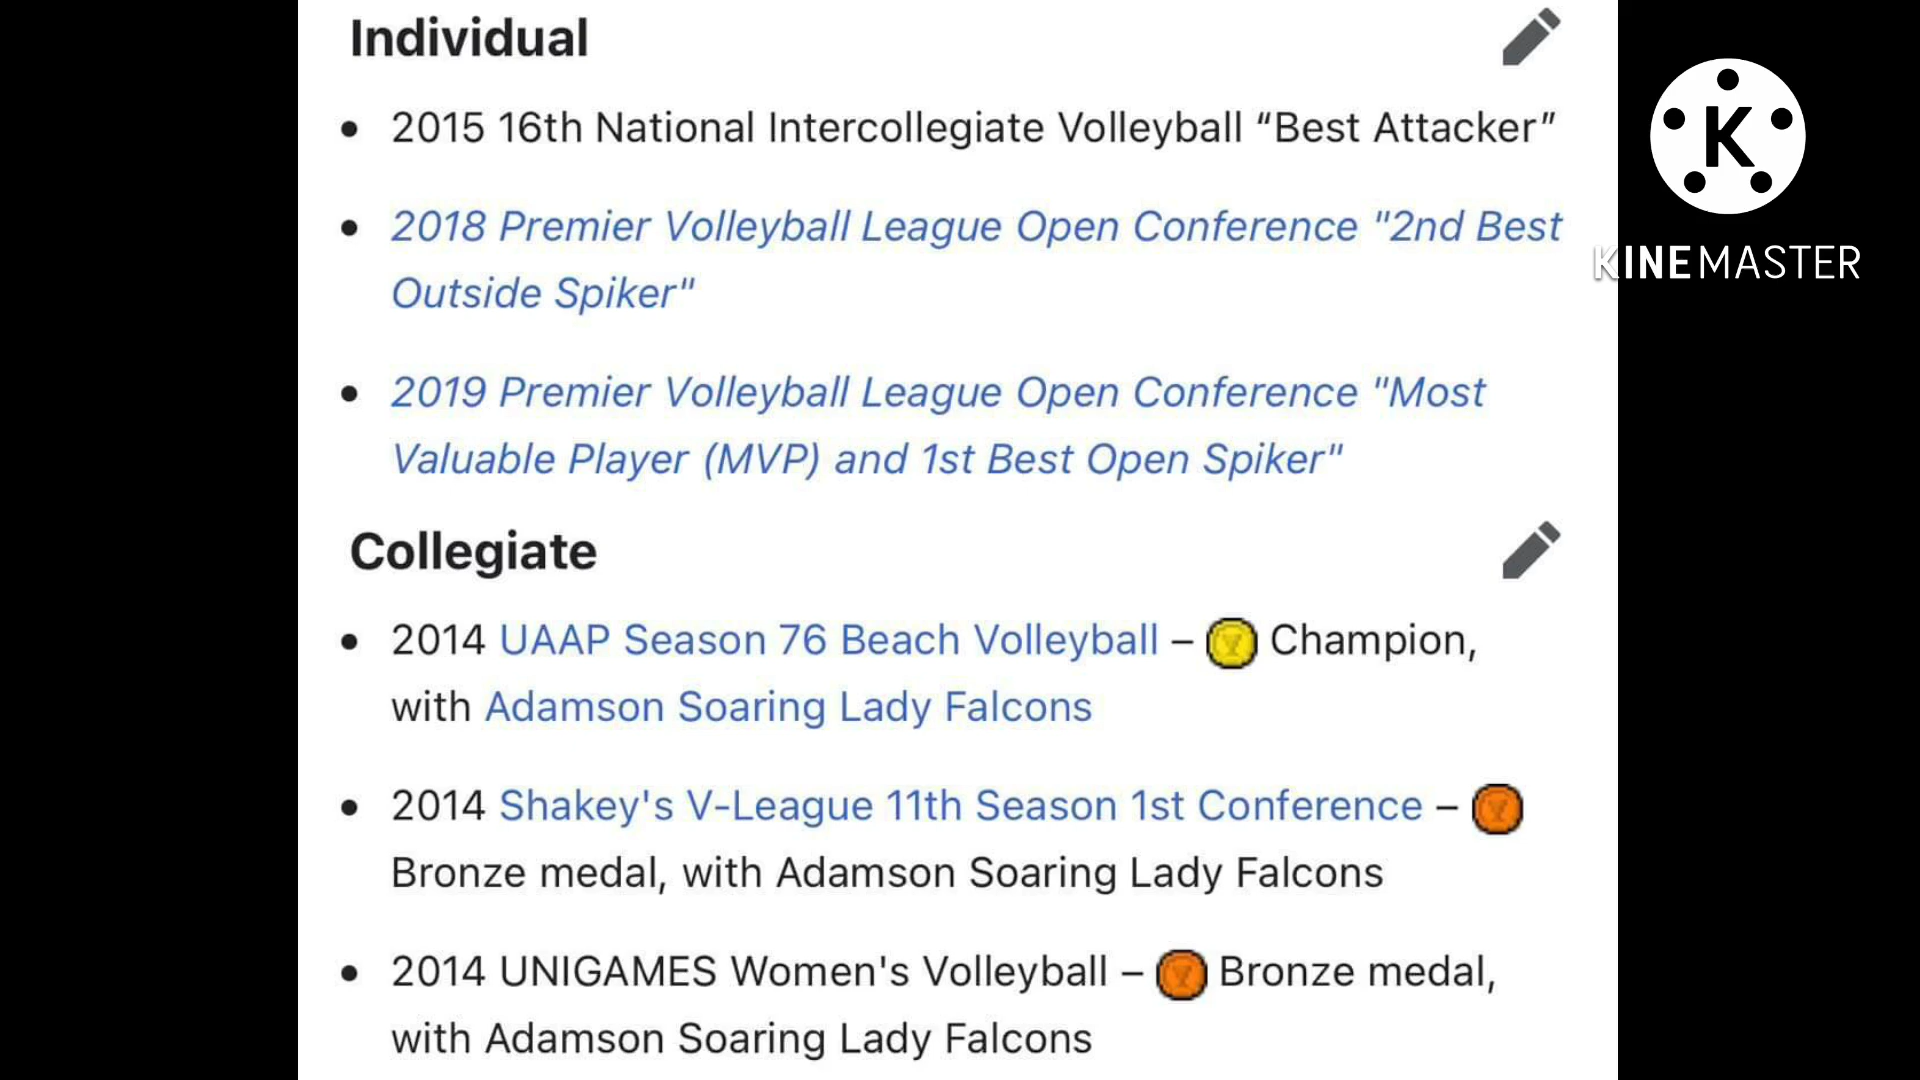 Individual
• 2015 16th National Intercollegiate Volleyball “Best Attacker”
• 2018 Premier Volleyball League Open Conference "2nd Best
Outside Spiker"
• 2019 Premier Volleyball League Open Conference "Most
Valuable Player (MVP) and 1st Best Open Spiker"
Collegiate
• 2014 UAAP Season 76 Beach Volleyball – Champion,
with Adamson Soaring Lady Falcons
• 2014 Shakey's V-League 11th Season 1st Conference –
Bronze medal, with Adamson Soaring Lady Falcons
• 2014 UNIGAMES Women's Volleyball – Bronze medal,
with Adamson Soaring Lady Falcons
K
KINEMASTER